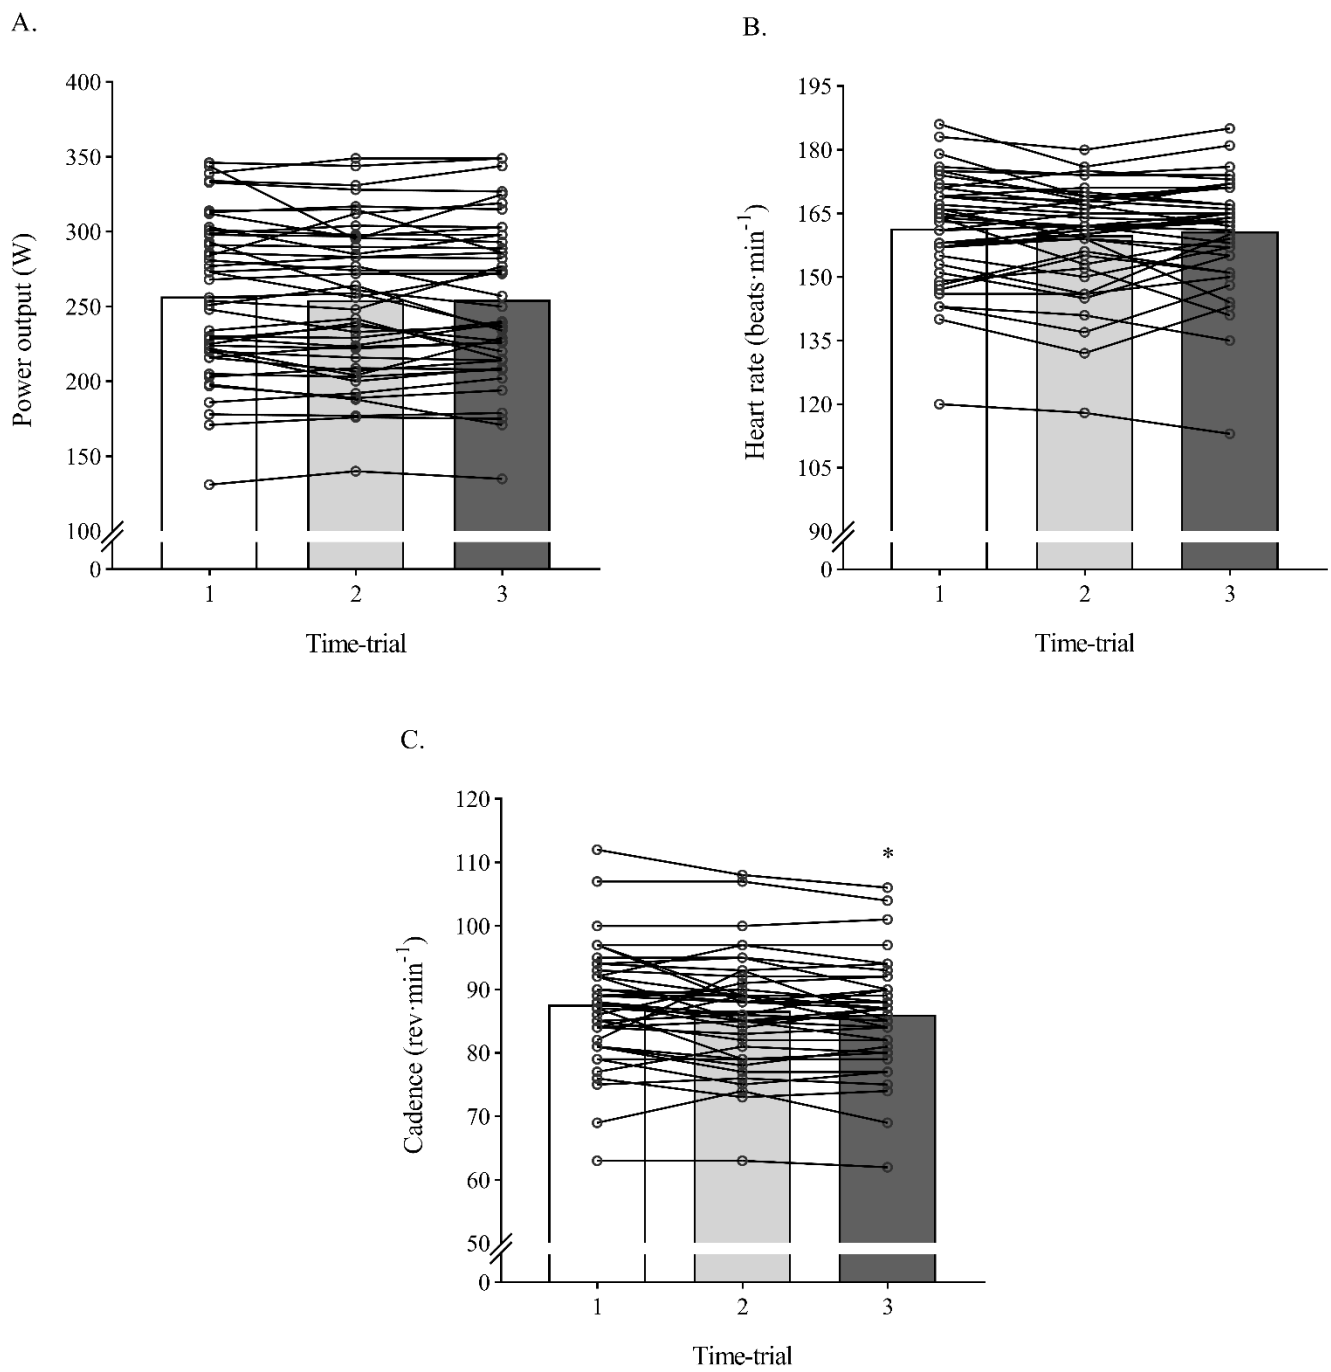 A.
Power output (W)
400
350
300
250
200
150
100
0
1 2 3
Time-trial
B.
Heart rate (beats·min⁻¹)
195
180
165
150
135
120
105
90
0
1 2 3
Time-trial
C.
Cadence (rev·min⁻¹)
120
110
100
90
80
70
60
50
0
*
1 2 3
Time-trial